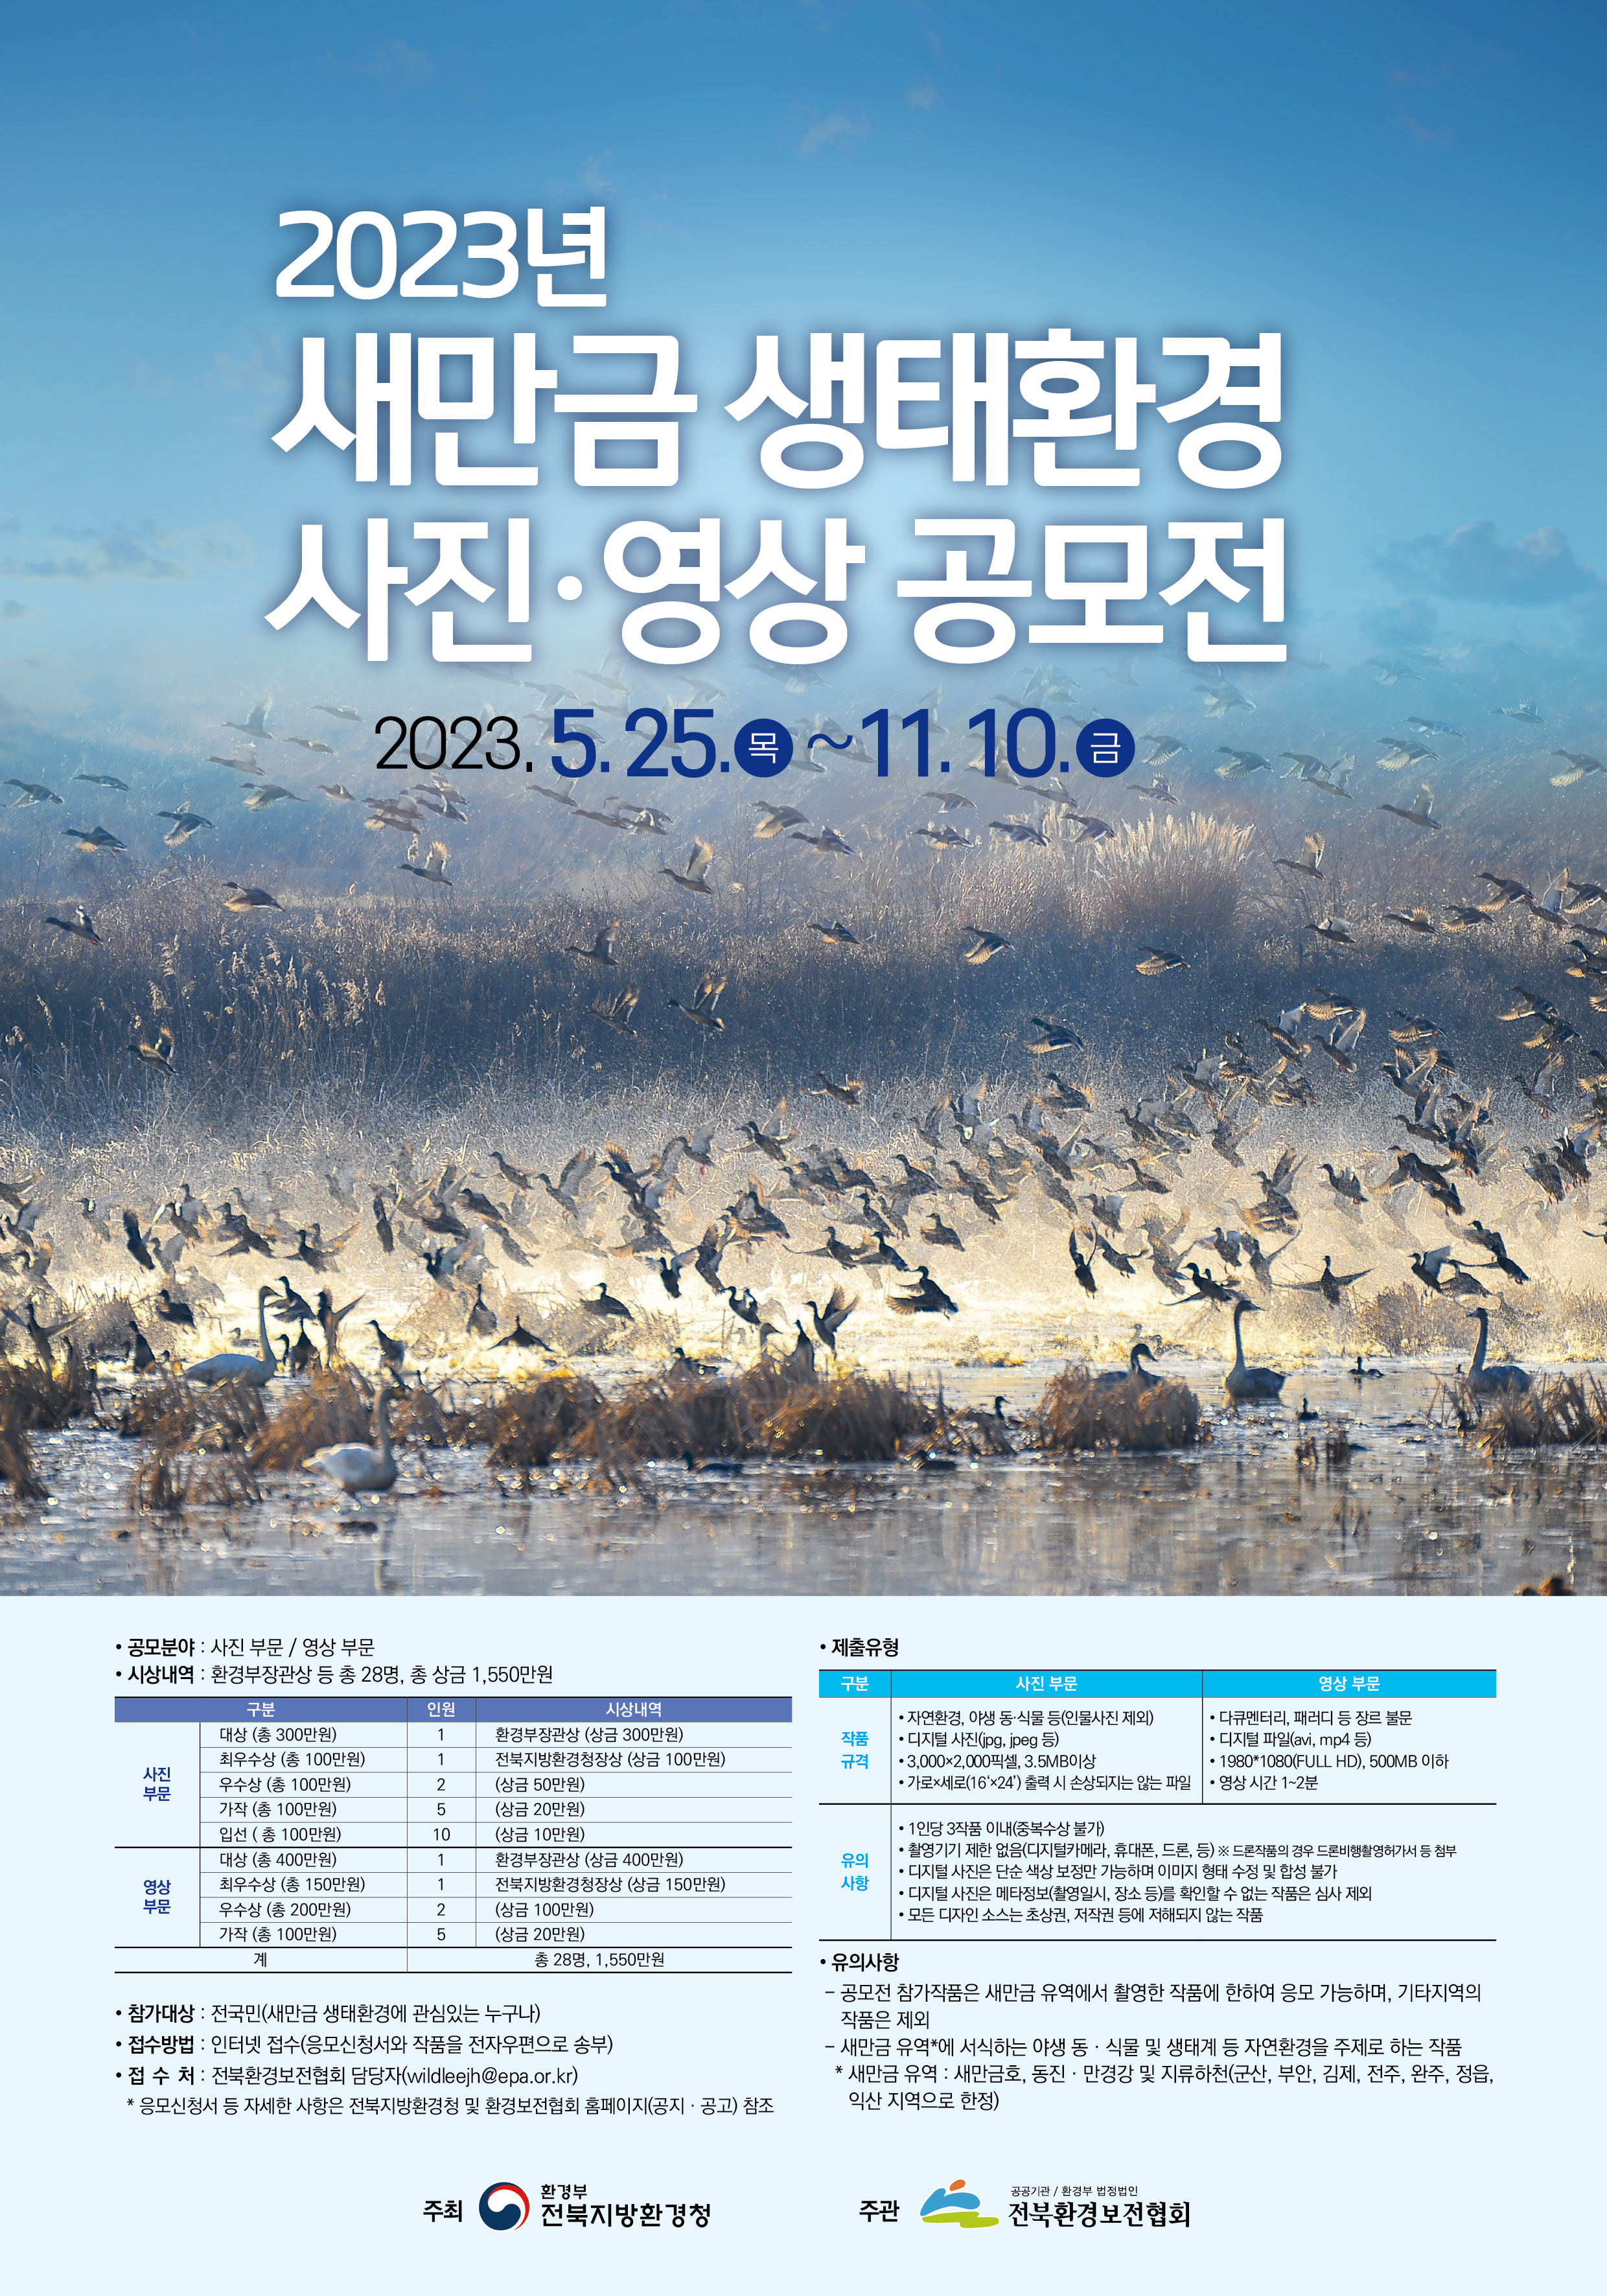 2023년
새만금 생태환경
사진·영상 공모전
2023. 5. 25. 목 ~ 11. 10. 금
• 공모분야 : 사진 부문 / 영상 부문
• 시상내역 : 환경부장관상 등 총 28명, 총 상금 1,550만원
구분 인원 시상내역
사진 부문
대상 (총 300만원) 1 환경부장관상 (상금 300만원)
최우수상 (총 100만원) 1 전북지방환경청장상 (상금 100만원)
우수상 (총 100만원) 2 (상금 50만원)
가작 (총 100만원) 5 (상금 20만원)
입선 ( 총 100만원) 10 (상금 10만원)
영상 부문
대상 (총 400만원) 1 환경부장관상 (상금 400만원)
최우수상 (총 150만원) 1 전북지방환경청장상 (상금 150만원)
우수상 (총 200만원) 2 (상금 100만원)
가작 (총 100만원) 5 (상금 20만원)
계 총 28명, 1,550만원
• 참가대상 : 전국민(새만금 생태환경에 관심있는 누구나)
• 접수방법 : 인터넷 접수(응모신청서와 작품을 전자우편으로 송부)
• 접 수 처 : 전북환경보전협회 담당자(wildleejh@epa.or.kr)
* 응모신청서 등 자세한 사항은 전북지방환경청 및 환경보전협회 홈페이지(공지 · 공고) 참조
• 제출유형
구분 사진 부문 영상 부문
작품 규격
• 자연환경, 야생 동·식물 등(인물사진 제외)
• 디지털 사진(jpg, jpeg 등)
• 3,000×2,000픽셀, 3.5MB이상
• 가로×세로(16‘×24’) 출력 시 손상되지는 않는 파일
• 다큐멘터리, 패러디 등 장르 불문
• 디지털 파일(avi, mp4 등)
• 1980*1080(FULL HD), 500MB 이하
• 영상 시간 1~2분
유의 사항
• 1인당 3작품 이내(중복수상 불가)
• 촬영기기 제한 없음(디지털카메라, 휴대폰, 드론, 등) ※ 드론작품의 경우 드론비행촬영허가서 등 첨부
• 디지털 사진은 단순 색상 보정만 가능하며 이미지 형태 수정 및 합성 불가
• 디지털 사진은 메타정보(촬영일시, 장소 등)를 확인할 수 없는 작품은 심사 제외
• 모든 디자인 소스는 초상권, 저작권 등에 저해되지 않는 작품
• 유의사항
– 공모전 참가작품은 새만금 유역에서 촬영한 작품에 한하여 응모 가능하며, 기타지역의
작품은 제외
– 새만금 유역*에 서식하는 야생 동 · 식물 및 생태계 등 자연환경을 주제로 하는 작품
* 새만금 유역 : 새만금호, 동진 · 만경강 및 지류하천(군산, 부안, 김제, 전주, 완주, 정읍,
익산 지역으로 한정)
주최 환경부
전북지방환경청
주관 공공기관 / 환경부 법정법인
전북환경보전협회